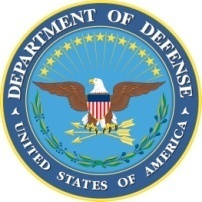 DEPARTMENT OF DEFENSE
UNITED STATES OF AMERICA